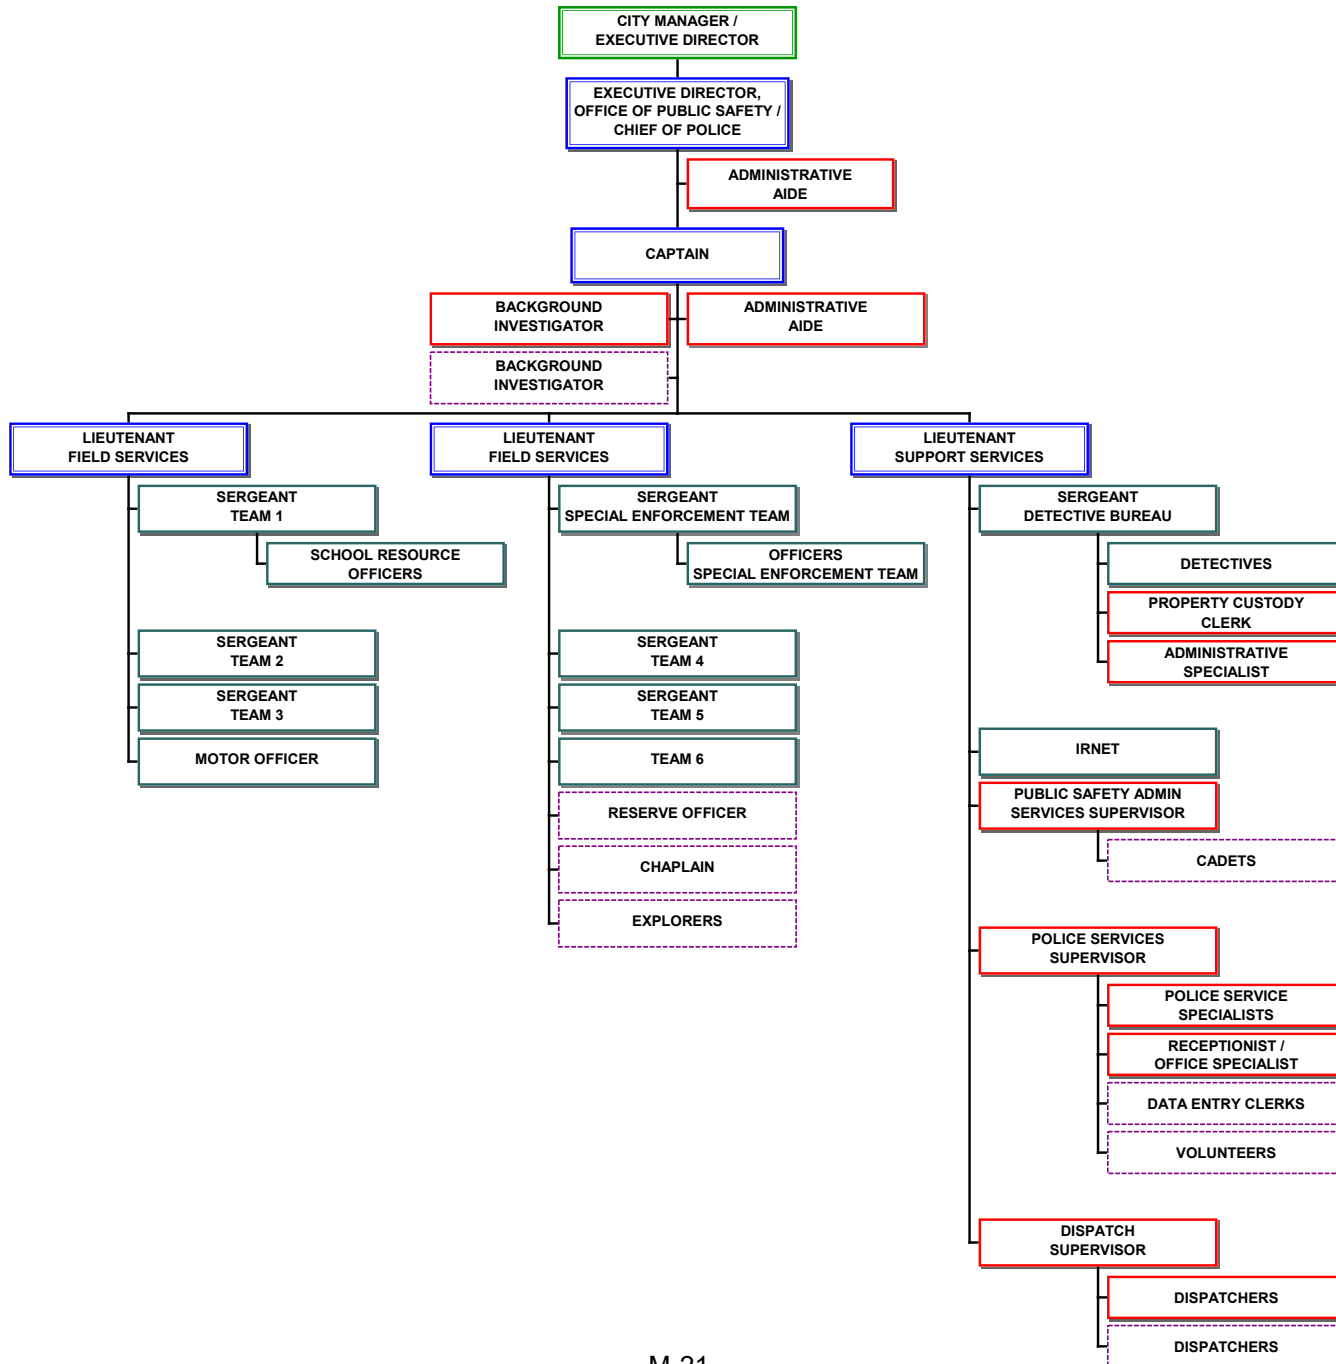 CITY MANAGER /
EXECUTIVE DIRECTOR
EXECUTIVE DIRECTOR,
OFFICE OF PUBLIC SAFETY /
CHIEF OF POLICE
ADMINISTRATIVE
AIDE
CAPTAIN
BACKGROUND
INVESTIGATOR
ADMINISTRATIVE
AIDE
BACKGROUND
INVESTIGATOR
LIEUTENANT
FIELD SERVICES
SERGEANT
TEAM 1
SCHOOL RESOURCE
OFFICERS
SERGEANT
TEAM 2
SERGEANT
TEAM 3
MOTOR OFFICER
LIEUTENANT
FIELD SERVICES
SERGEANT
SPECIAL ENFORCEMENT TEAM
OFFICERS
SPECIAL ENFORCEMENT TEAM
SERGEANT
TEAM 4
SERGEANT
TEAM 5
TEAM 6
RESERVE OFFICER
CHAPLAIN
EXPLORERS
LIEUTENANT
SUPPORT SERVICES
SERGEANT
DETECTIVE BUREAU
DETECTIVES
PROPERTY CUSTODY
CLERK
ADMINISTRATIVE
SPECIALIST
IRNET
PUBLIC SAFETY ADMIN
SERVICES SUPERVISOR
CADETS
POLICE SERVICES
SUPERVISOR
POLICE SERVICE
SPECIALISTS
RECEPTIONIST /
OFFICE SPECIALIST
DATA ENTRY CLERKS
VOLUNTEERS
DISPATCH
SUPERVISOR
DISPATCHERS
DISPATCHERS
M-21